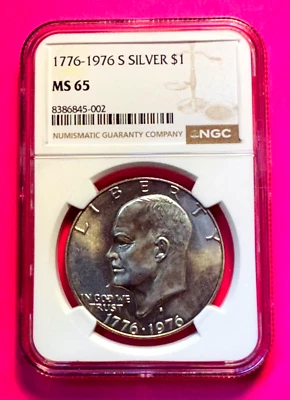 1776-1976 S SILVER $1
MS 65
8386845-002
NUMISMATIC GUARANTY COMPANY
NGC
LIBERTY
IN GOD WE
TRUST
S
1776·1976